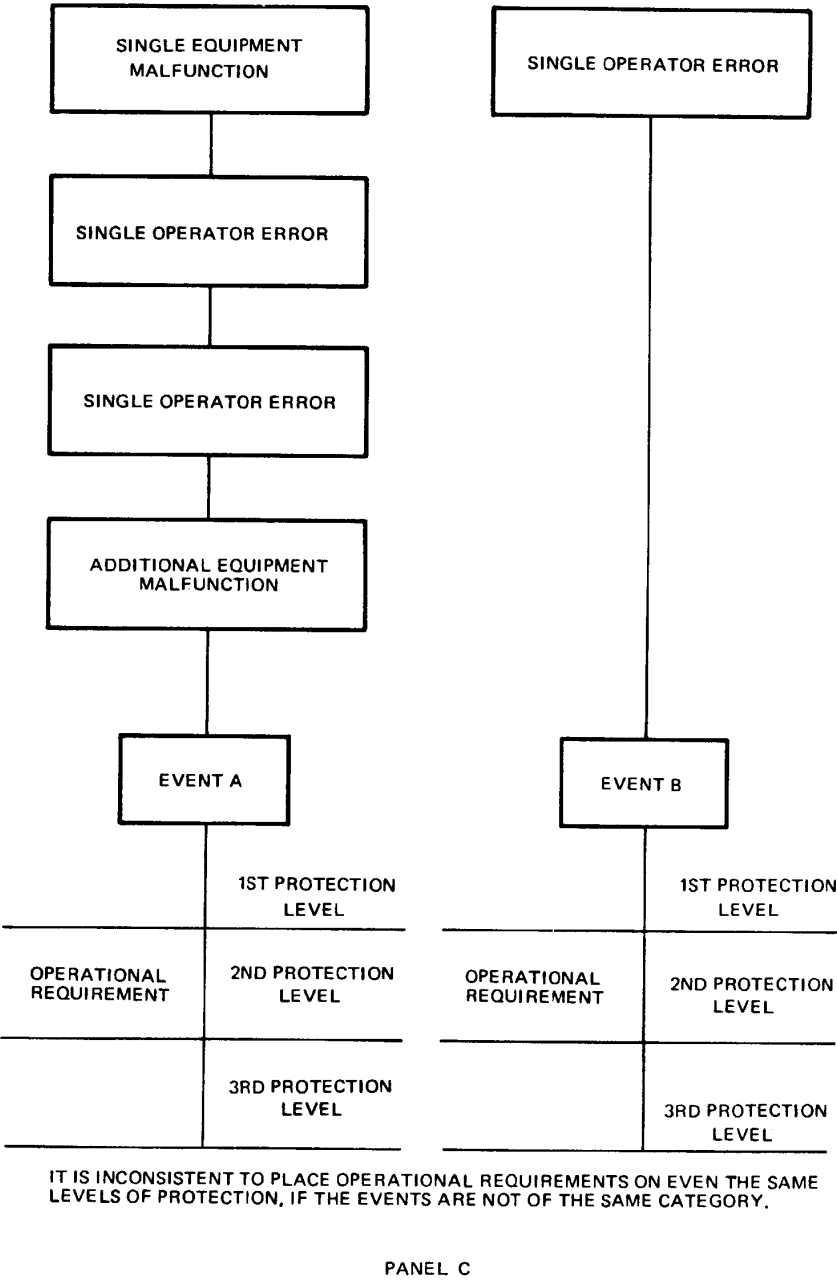 SINGLE EQUIPMENT
MALFUNCTION
SINGLE OPERATOR ERROR
SINGLE OPERATOR ERROR
ADDITIONAL EQUIPMENT
MALFUNCTION
EVENT A
1ST PROTECTION
LEVEL
OPERATIONAL
REQUIREMENT
2ND PROTECTION
LEVEL
3RD PROTECTION
LEVEL
SINGLE OPERATOR ERROR
EVENT B
1ST PROTECTION
LEVEL
OPERATIONAL
REQUIREMENT
2ND PROTECTION
LEVEL
3RD PROTECTION
LEVEL
IT IS INCONSISTENT TO PLACE OPERATIONAL REQUIREMENTS ON EVEN THE SAME
LEVELS OF PROTECTION, IF THE EVENTS ARE NOT OF THE SAME CATEGORY.
PANEL C